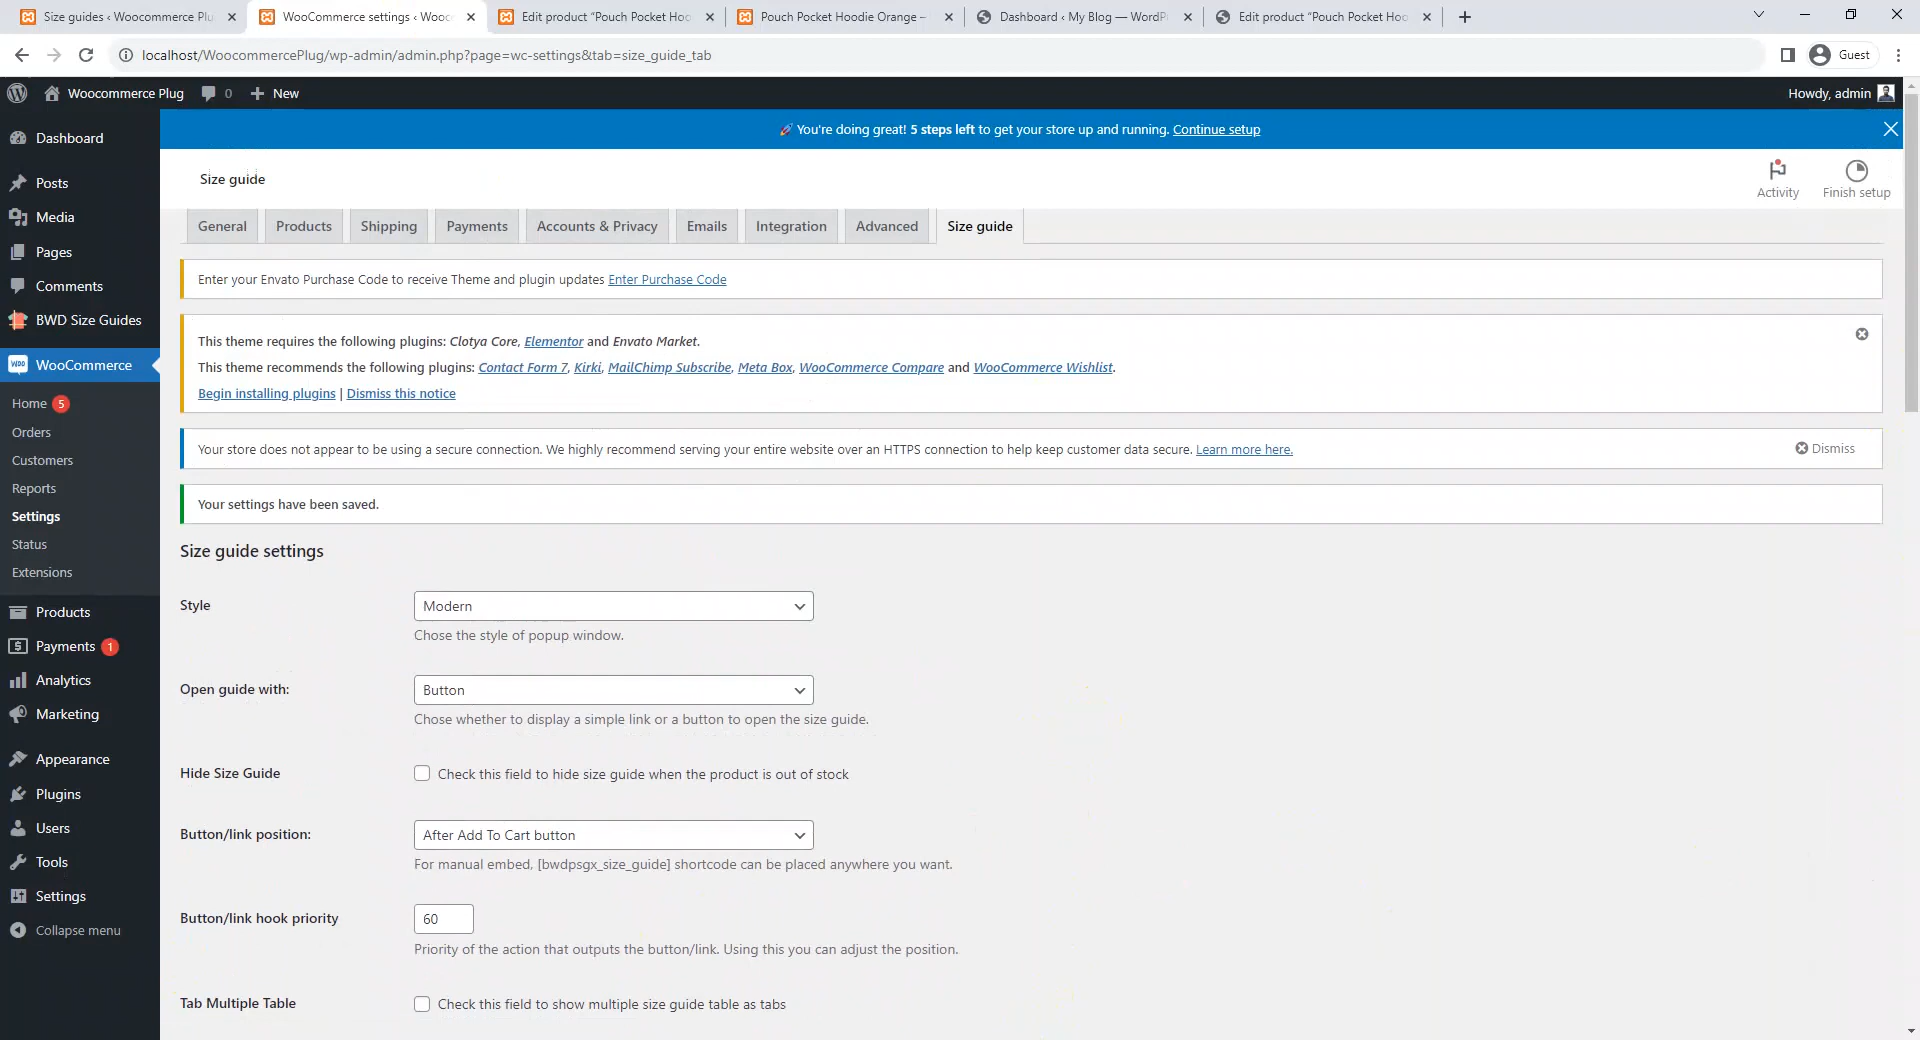 Size guides ‹ Woocommerce Plu
WooCommerce settings ‹ Wooc
Edit product “Pouch Pocket Hoo
Pouch Pocket Hoodie Orange –
Dashboard ‹ My Blog — WordP
Edit product “Pouch Pocket Hoo
localhost/WoocommercePlug/wp-admin/admin.php?page=wc-settings&tab=size_guide_tab
Guest
Woocommerce Plug
0
New
Howdy, admin
You're doing great! 5 steps left to get your store up and running. Continue setup
Size guide
Activity
Finish setup
General
Products
Shipping
Payments
Accounts & Privacy
Emails
Integration
Advanced
Size guide
Dashboard
Posts
Media
Pages
Comments
BWD Size Guides
WooCommerce
Home 5
Orders
Customers
Reports
Settings
Status
Extensions
Products
Payments 1
Analytics
Marketing
Appearance
Plugins
Users
Tools
Settings
Collapse menu
Enter your Envato Purchase Code to receive Theme and plugin updates Enter Purchase Code
This theme requires the following plugins: Clotya Core, Elementor and Envato Market.
This theme recommends the following plugins: Contact Form 7, Kirki, MailChimp Subscribe, Meta Box, WooCommerce Compare and WooCommerce Wishlist.
Begin installing plugins | Dismiss this notice
Your store does not appear to be using a secure connection. We highly recommend serving your entire website over an HTTPS connection to help keep customer data secure. Learn more here.
Dismiss
Your settings have been saved.
Size guide settings
Style
Modern
Chose the style of popup window.
Open guide with:
Button
Chose whether to display a simple link or a button to open the size guide.
Hide Size Guide
Check this field to hide size guide when the product is out of stock
Button/link position:
After Add To Cart button
For manual embed, [bwdpsgx_size_guide] shortcode can be placed anywhere you want.
Button/link hook priority
60
Priority of the action that outputs the button/link. Using this you can adjust the position.
Tab Multiple Table
Check this field to show multiple size guide table as tabs